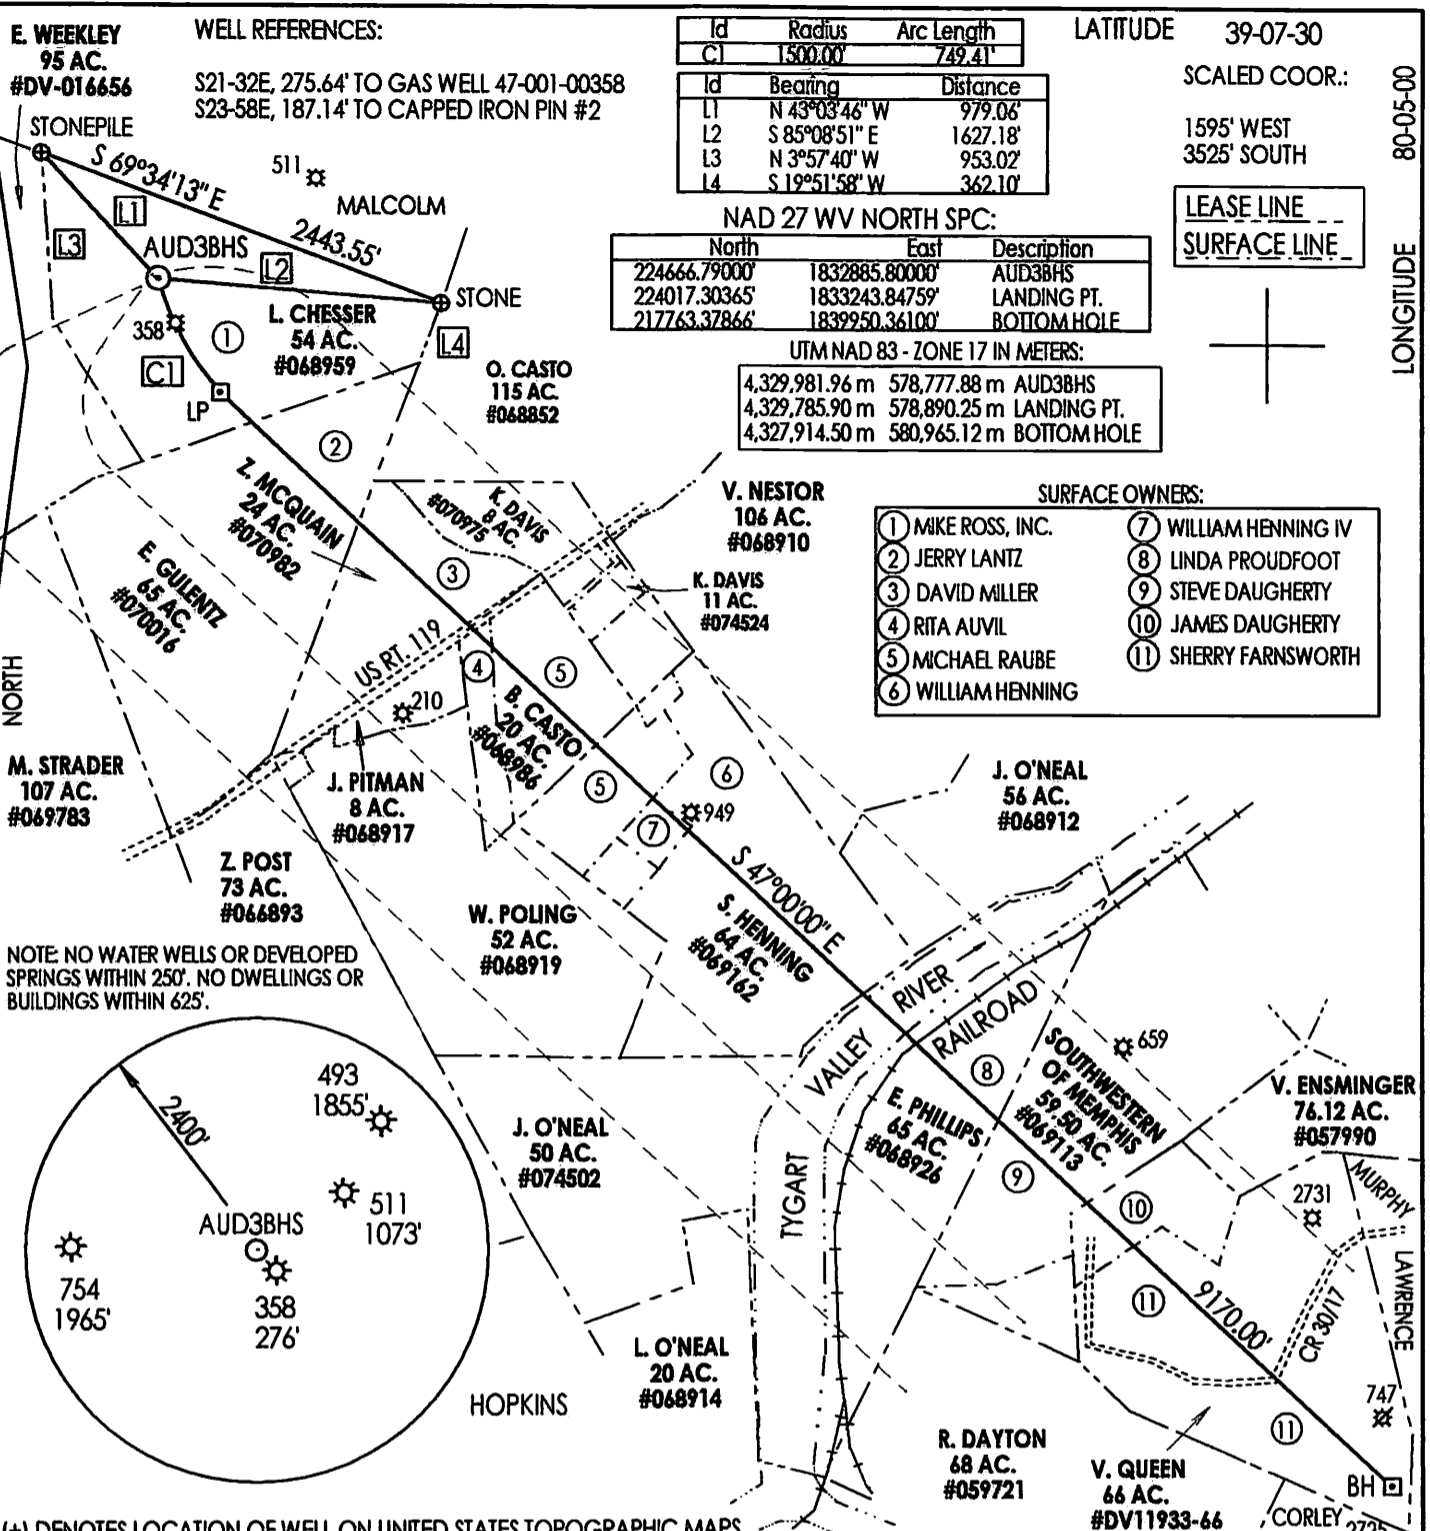 E. WEEKLEY
95 AC.
#DV-016656
WELL REFERENCES:
S21-32E, 275.64' TO GAS WELL 47-001-00358
S23-58E, 187.14' TO CAPPED IRON PIN #2
Id Radius Arc Length
C1 1500.00' 749.41'
Id Bearing Distance
L1 N 43°03'46" W 979.06'
L2 S 85°08'51" E 1627.18'
L3 N 3°57'40" W 953.02'
L4 S 19°51'58" W 362.10'
LATITUDE 39-07-30
SCALED COOR.:
1595' WEST
3525' SOUTH
LONGITUDE 80-05-00
LEASE LINE
SURFACE LINE
NAD 27 WV NORTH SPC:
North East Description
224666.79000' 1832885.80000' AUD3BHS
224017.30365' 1833243.84759' LANDING PT.
217763.37866' 1839950.36100' BOTTOM HOLE
UTM NAD 83 - ZONE 17 IN METERS:
4,329,981.96 m 578,777.88 m AUD3BHS
4,329,785.90 m 578,890.25 m LANDING PT.
4,327,914.50 m 580,965.12 m BOTTOM HOLE
SURFACE OWNERS:
1 MIKE ROSS, INC.
2 JERRY LANTZ
3 DAVID MILLER
4 RITA AUVIL
5 MICHAEL RAUBE
6 WILLIAM HENNING
7 WILLIAM HENNING IV
8 LINDA PROUDFOOT
9 STEVE DAUGHERTY
10 JAMES DAUGHERTY
11 SHERRY FARNSWORTH
STONEPILE
S 69°34'13" E
2443.55'
511
MALCOLM
L1
L3
AUD3BHS
L2
STONE
358
1
L. CHESSER
54 AC.
#068959
L4
C1
LP
O. CASTO
115 AC.
#068852
2
Z. MCQUAIN
24 AC.
#070982
K. DAVIS
8 AC.
#070975
V. NESTOR
106 AC.
#068910
E. GULENTZ
65 AC.
#070016
3
K. DAVIS
11 AC.
#074524
US RT. 119
NORTH
4
5
210
B. CASTO
20 AC.
#068986
M. STRADER
107 AC.
#069783
J. PITMAN
8 AC.
#068917
5
6
7
949
J. O'NEAL
56 AC.
#068912
Z. POST
73 AC.
#066893
W. POLING
52 AC.
#068919
S 47°00'00" E
S. HENNING
64 AC.
#069162
NOTE: NO WATER WELLS OR DEVELOPED
SPRINGS WITHIN 250'. NO DWELLINGS OR
BUILDINGS WITHIN 625'.
TYGART
VALLEY
RIVER
RAILROAD
8
SOUTHWESTERN
OF MEMPHIS
59.50 AC.
#069113
659
V. ENSMINGER
76.12 AC.
#057990
E. PHILLIPS
65 AC.
#068926
9
10
2731
MURPHY
LAWRENCE
2400'
493
1855'
511
1073'
AUD3BHS
754
1965'
358
276'
J. O'NEAL
50 AC.
#074502
HOPKINS
L. O'NEAL
20 AC.
#068914
11
9170.00'
CR 30/17
747
11
R. DAYTON
68 AC.
#059721
V. QUEEN
66 AC.
#DV11933-66
BH
CORLEY
(+) DENOTES LOCATION OF WELL ON UNITED STATES TOPOGRAPHIC MAPS